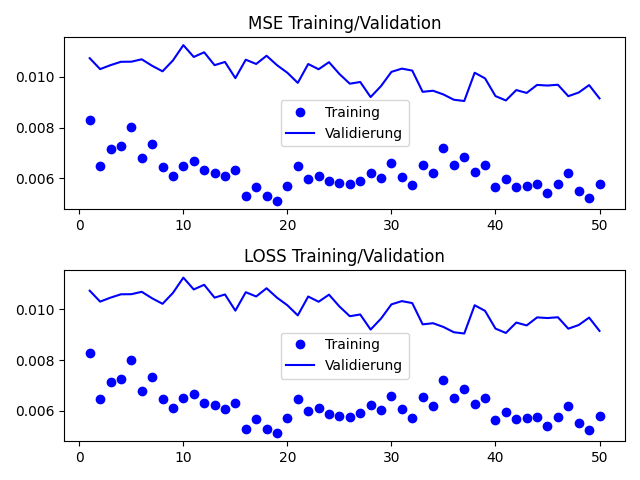 MSE Training/Validation
0.010
0.008
0.006
Training
Validierung
0 10 20 30 40 50
LOSS Training/Validation
0.010
0.008
0.006
Training
Validierung
0 10 20 30 40 50